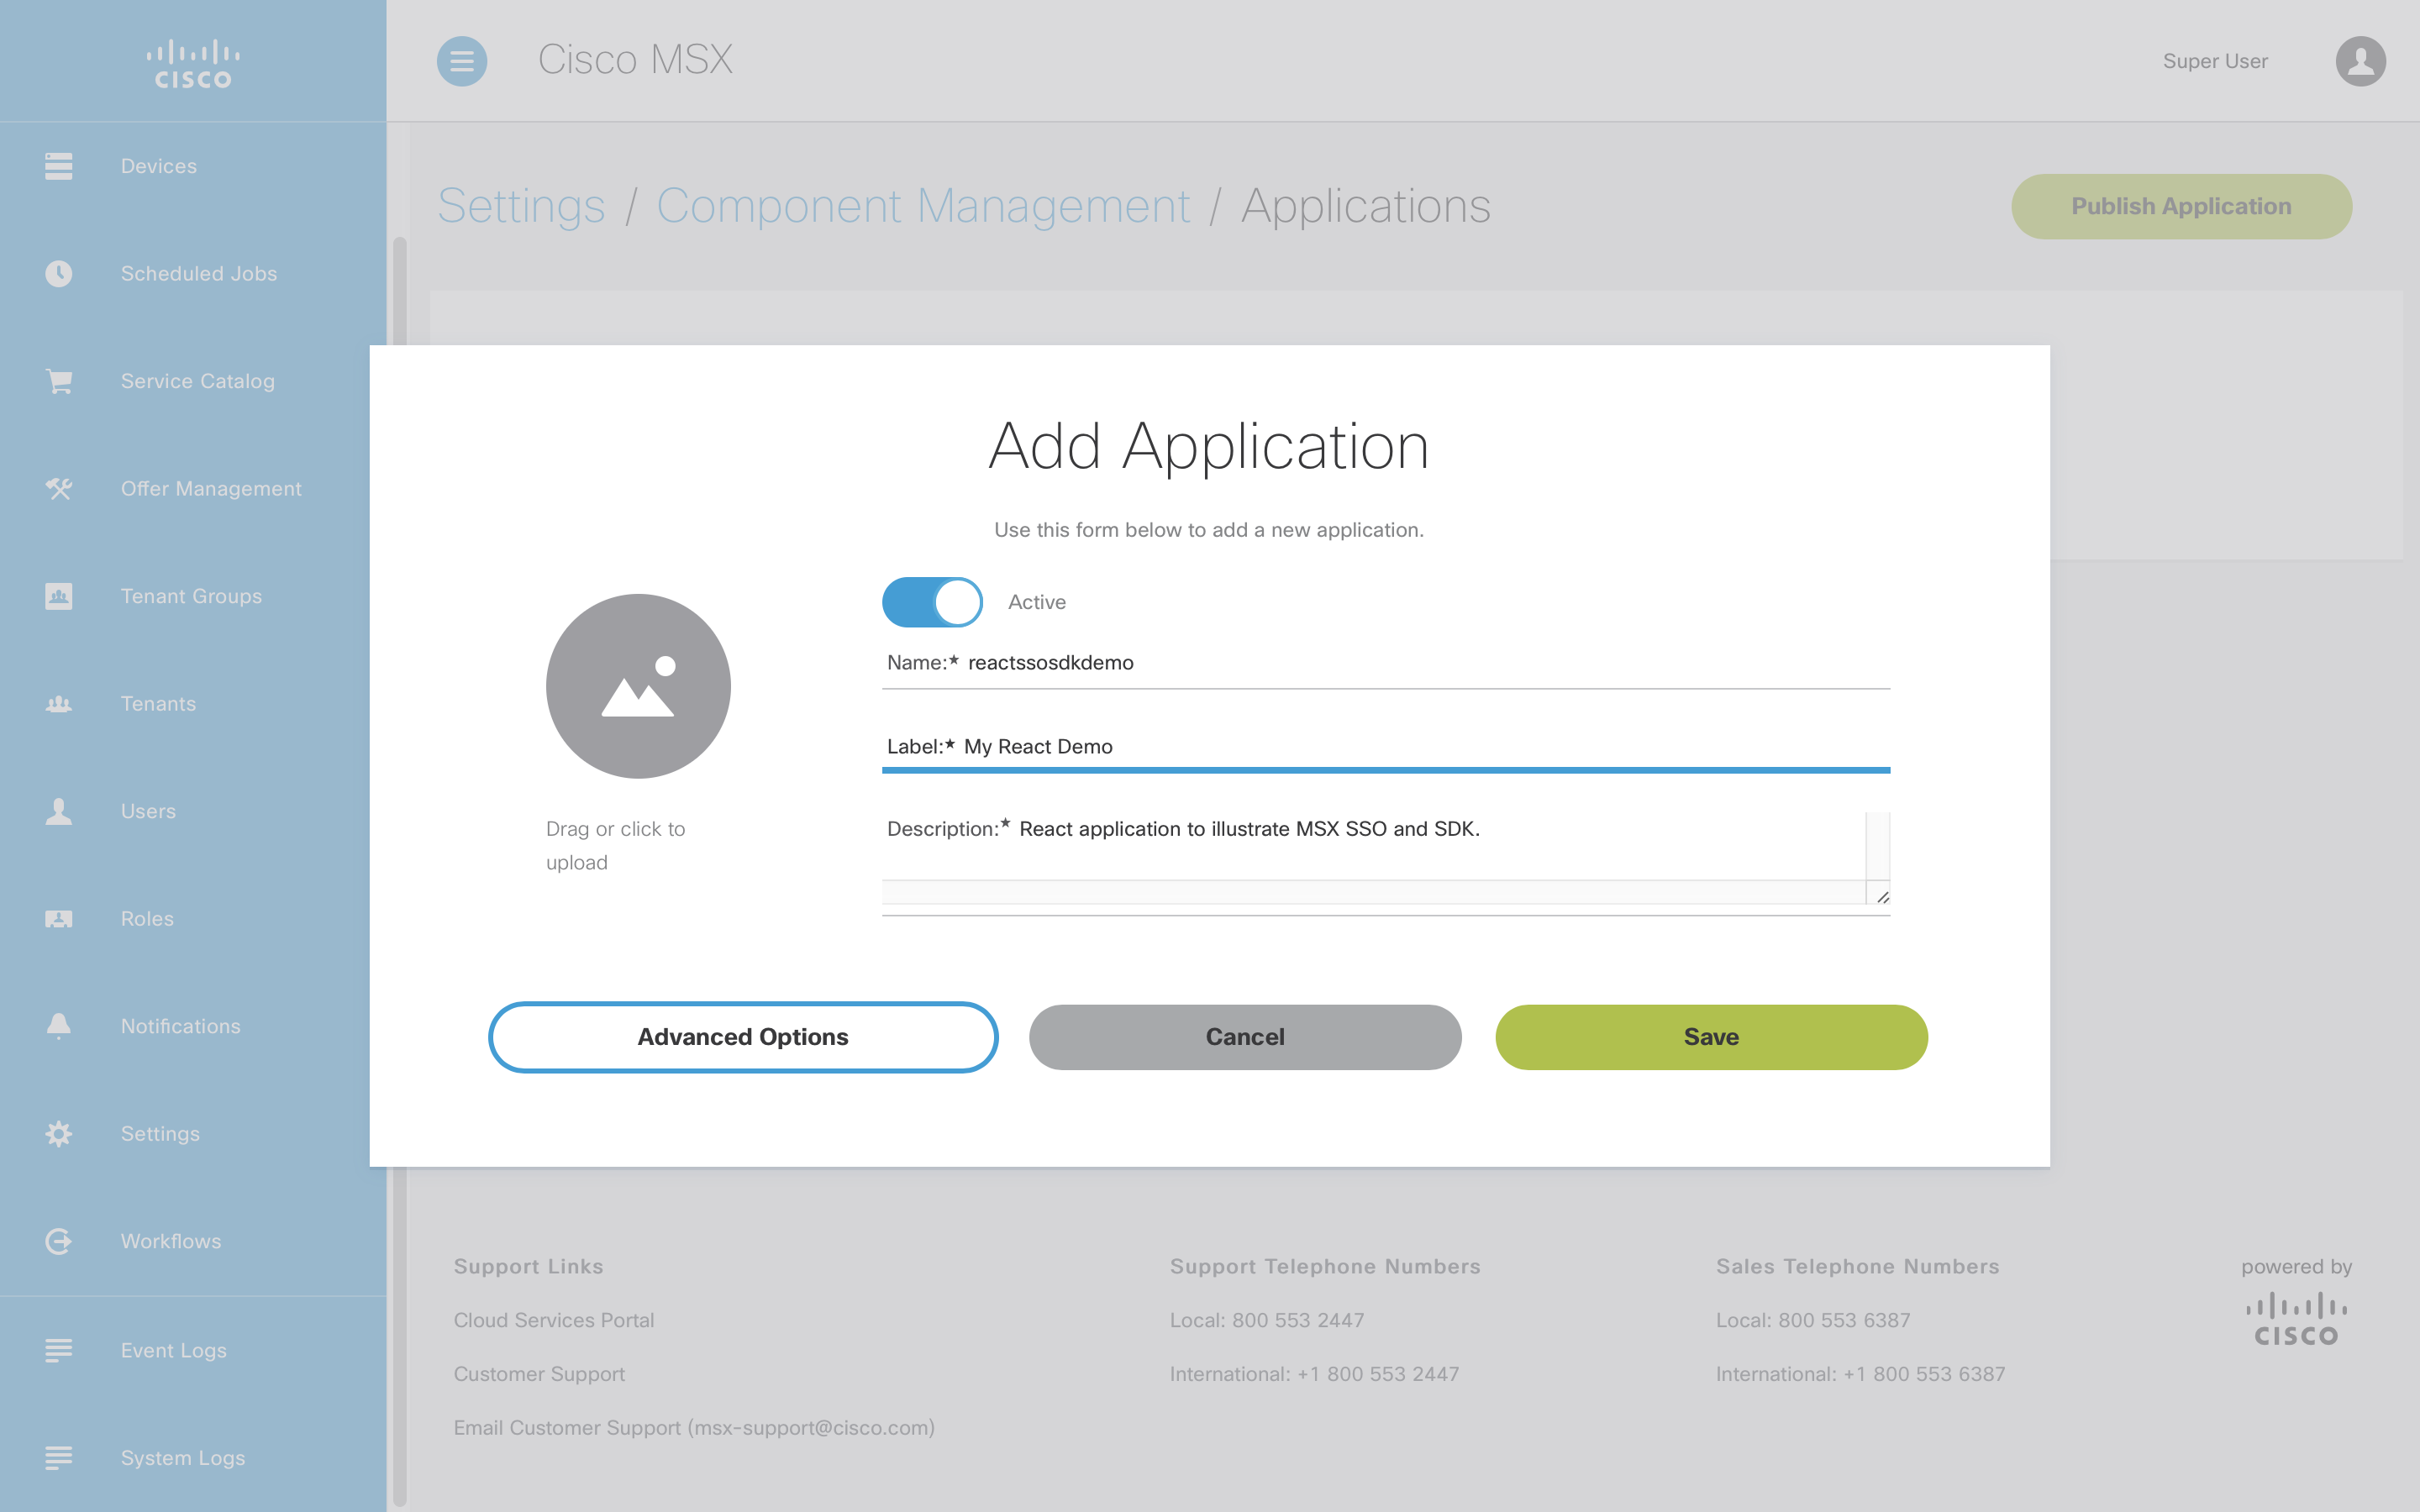 CISCO
Cisco MSX
Super User
Devices
Scheduled Jobs
Service Catalog
Offer Management
Tenant Groups
Tenants
Users
Roles
Notifications
Settings
Workflows
Event Logs
System Logs
Settings / Component Management / Applications
Publish Application
Add Application
Use this form below to add a new application.
Active
Name:* reactssosdkdemo
Label:* My React Demo
Description:* React application to illustrate MSX SSO and SDK.
Drag or click to
upload
Advanced Options
Cancel
Save
Support Links
Cloud Services Portal
Customer Support
Email Customer Support (msx-support@cisco.com)
Support Telephone Numbers
Local: 800 553 2447
International: +1 800 553 2447
Sales Telephone Numbers
Local: 800 553 6387
International: +1 800 553 6387
powered by
CISCO